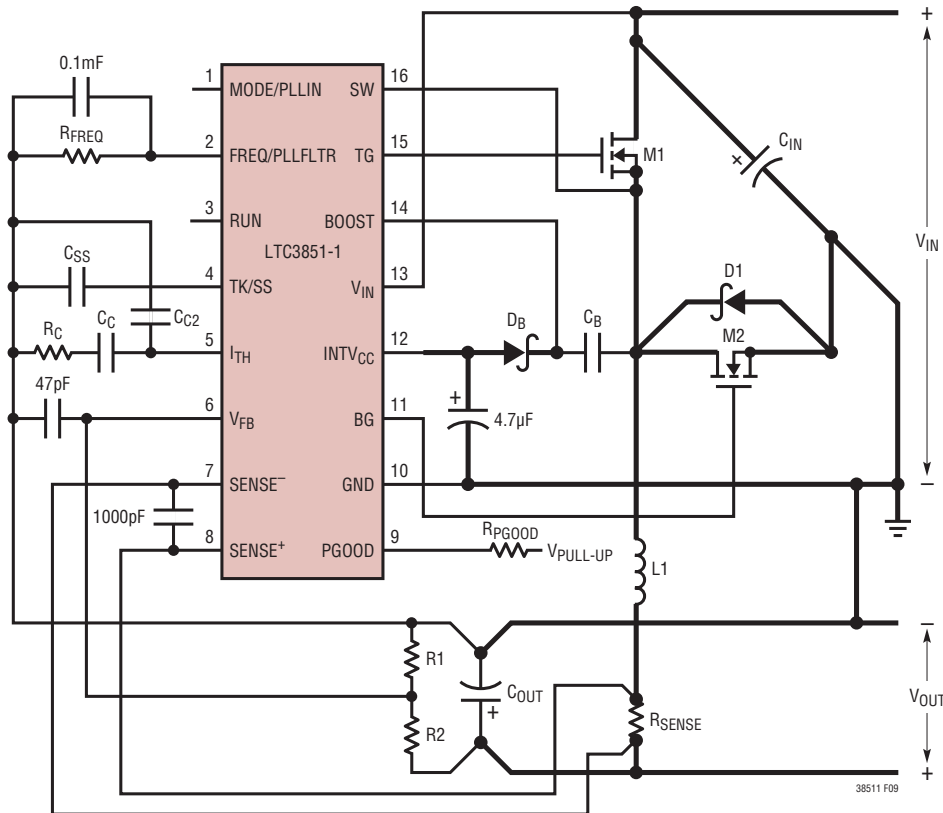 +
0.1mF
RFREQ
1 MODE/PLLIN SW 16
2 FREQ/PLLFLTR TG 15
3 RUN BOOST 14
LTC3851-1
4 TK/SS VIN 13
5 ITH INTVCC 12
6 VFB BG 11
7 SENSE– GND 10
8 SENSE+ PGOOD 9
CSS
CC2
RC
CC
47pF
1000pF
M1
+
CIN
VIN
D1
DB
CB
M2
+
4.7μF
–
RPGOOD
VPULL-UP
L1
–
R1
COUT
+
R2
RSENSE
VOUT
+
38511 F09